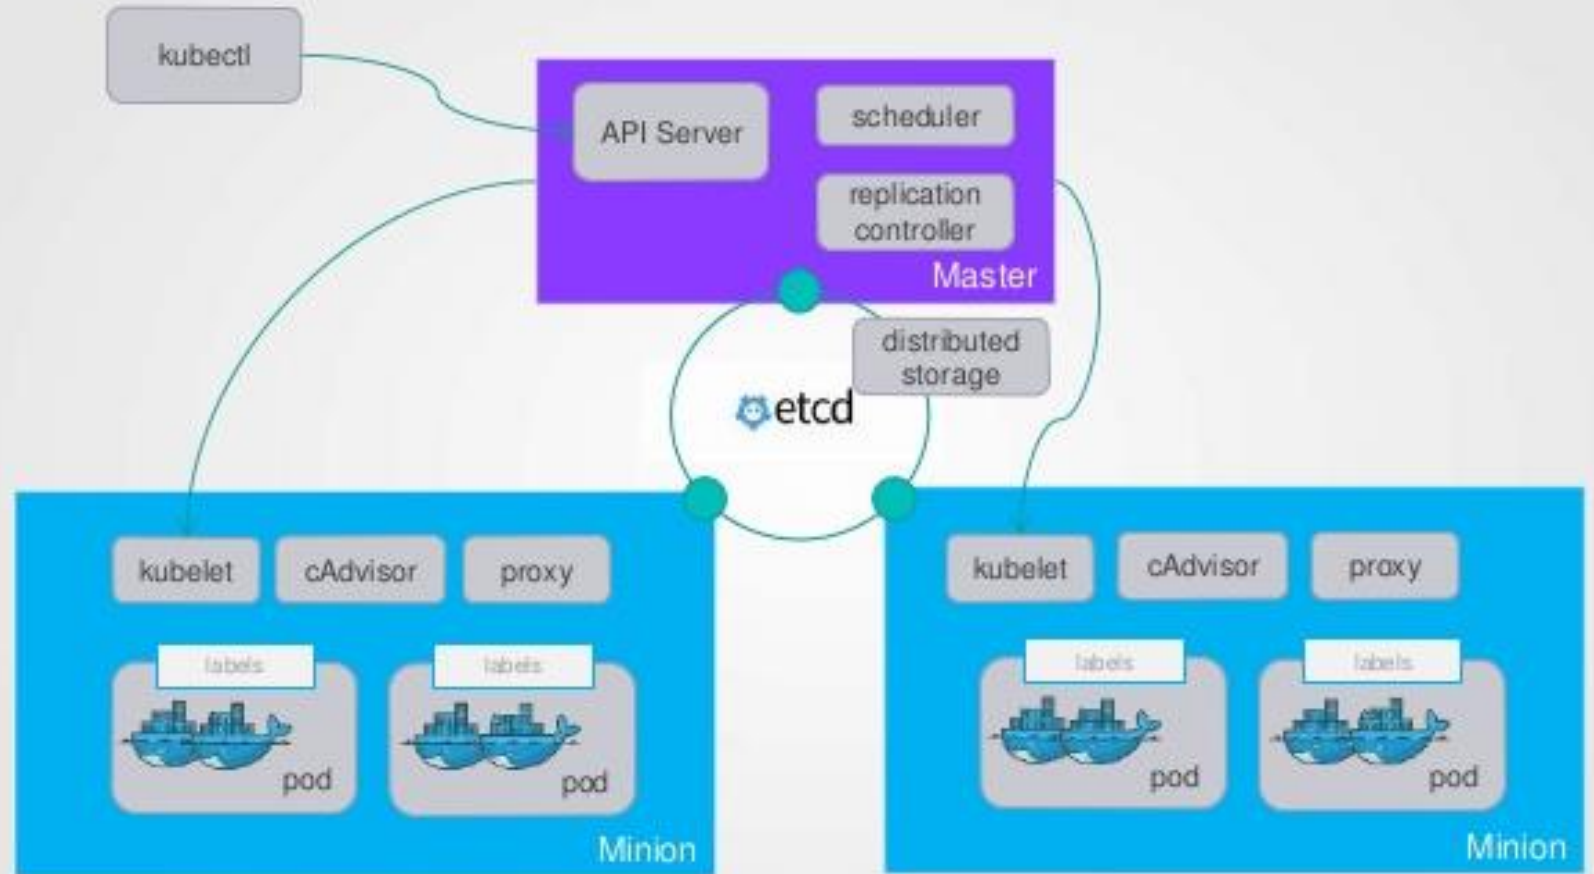 kubectl
API Server
scheduler
replication
controller
Master
distributed
storage
etcd
kubelet
cAdvisor
proxy
labels
labels
pod
pod
Minion
kubelet
cAdvisor
proxy
labels
labels
pod
pod
Minion